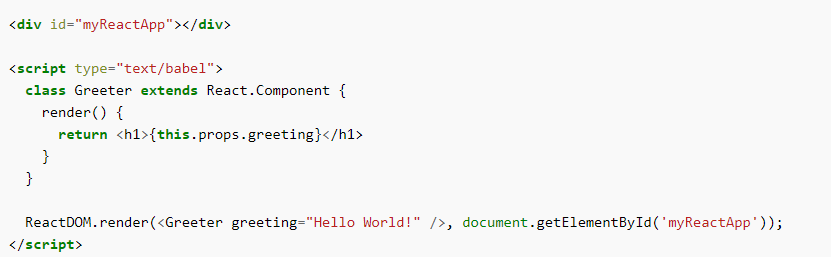 <div id="myReactApp"></div>
<script type="text/babel">
class Greeter extends React.Component {
render() {
return <h1>{this.props.greeting}</h1>
}
}
ReactDOM.render(<Greeter greeting="Hello World!" />, document.getElementById('myReactApp'));
</script>